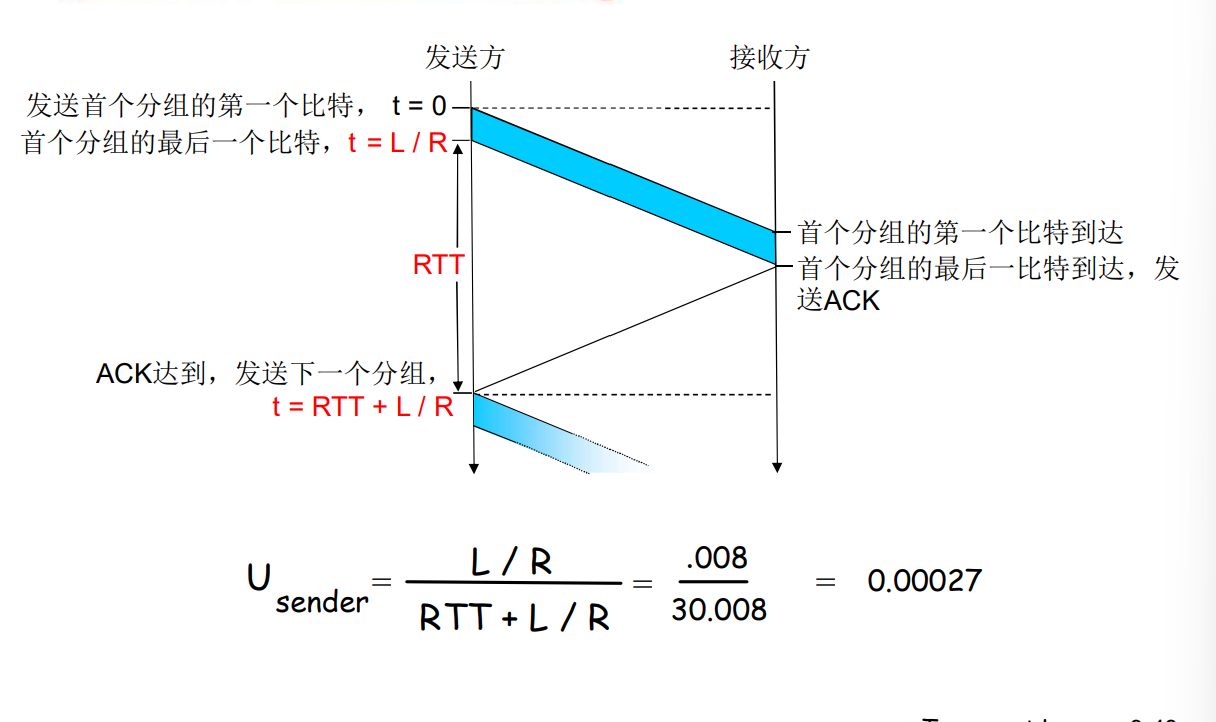 发送方
接收方
发送首个分组的第一个比特， t = 0
首个分组的最后一个比特，t = L / R
首个分组的第一个比特到达
RTT
首个分组的最后一比特到达，发
送ACK
ACK达到，发送下一个分组，
t = RTT + L / R
U sender = L / R / RTT + L / R = .008 / 30.008 = 0.00027